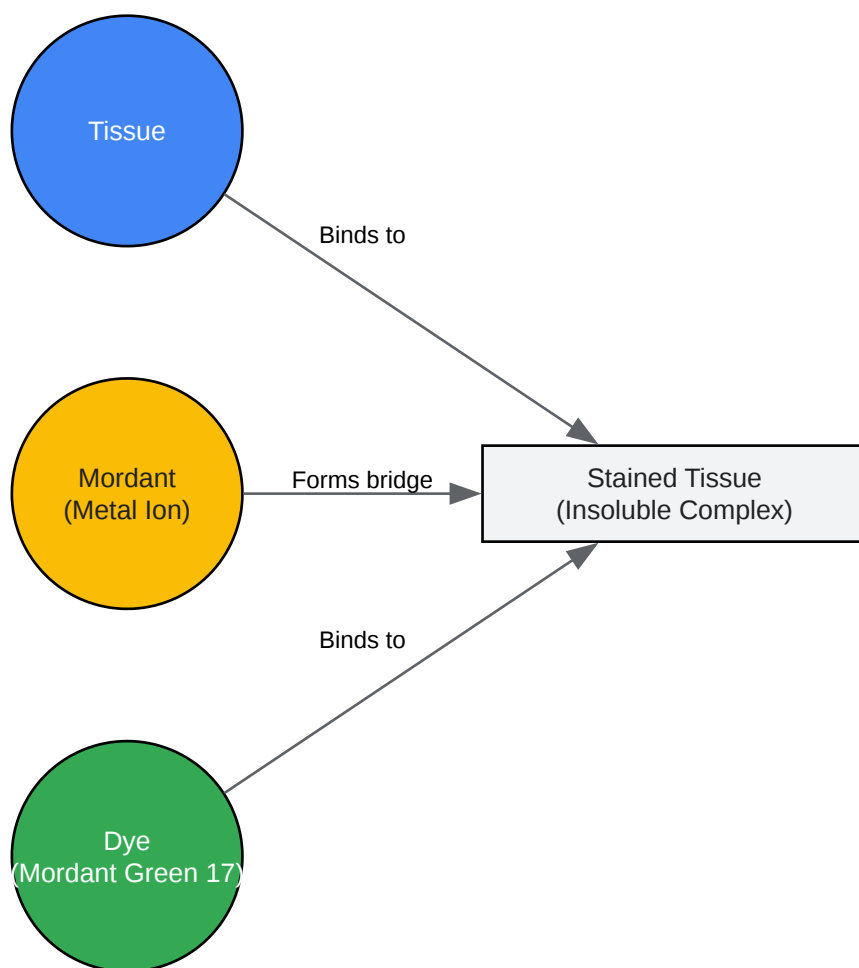 Tissue
Binds to
Mordant
(Metal Ion)
Forms bridge
Stained Tissue
(Insoluble Complex)
Binds to
Dye
(Mordant Green 17)